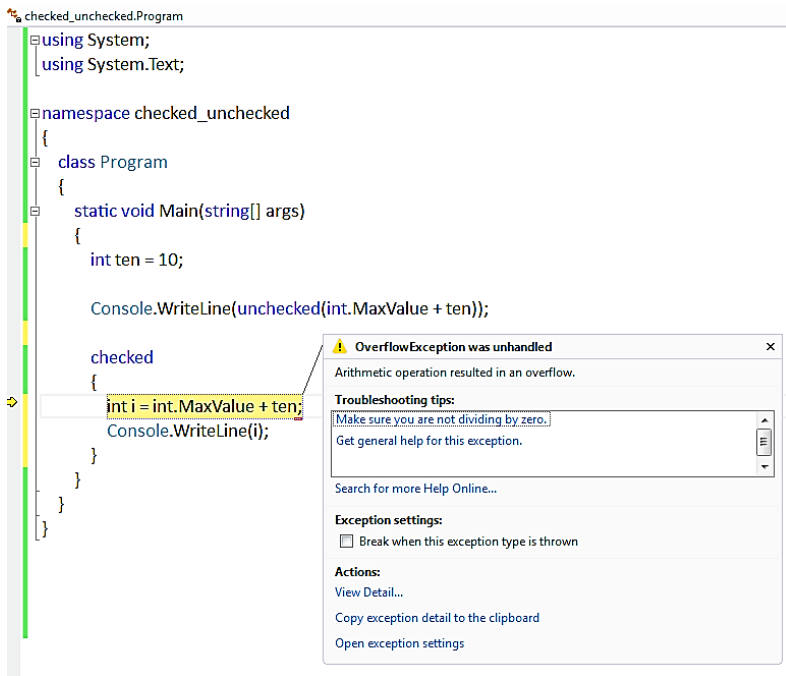 checked_unchecked.Program
using System;
using System.Text;
namespace checked_unchecked
{
class Program
{
static void Main(string[] args)
{
int ten = 10;
Console.WriteLine(unchecked(int.MaxValue + ten));
checked
{
int i = int.MaxValue + ten;
Console.WriteLine(i);
}
}
}
}
OverflowException was unhandled
Arithmetic operation resulted in an overflow.
Troubleshooting tips:
Make sure you are not dividing by zero.
Get general help for this exception.
Search for more Help Online...
Exception settings:
Break when this exception type is thrown
Actions:
View Detail...
Copy exception detail to the clipboard
Open exception settings